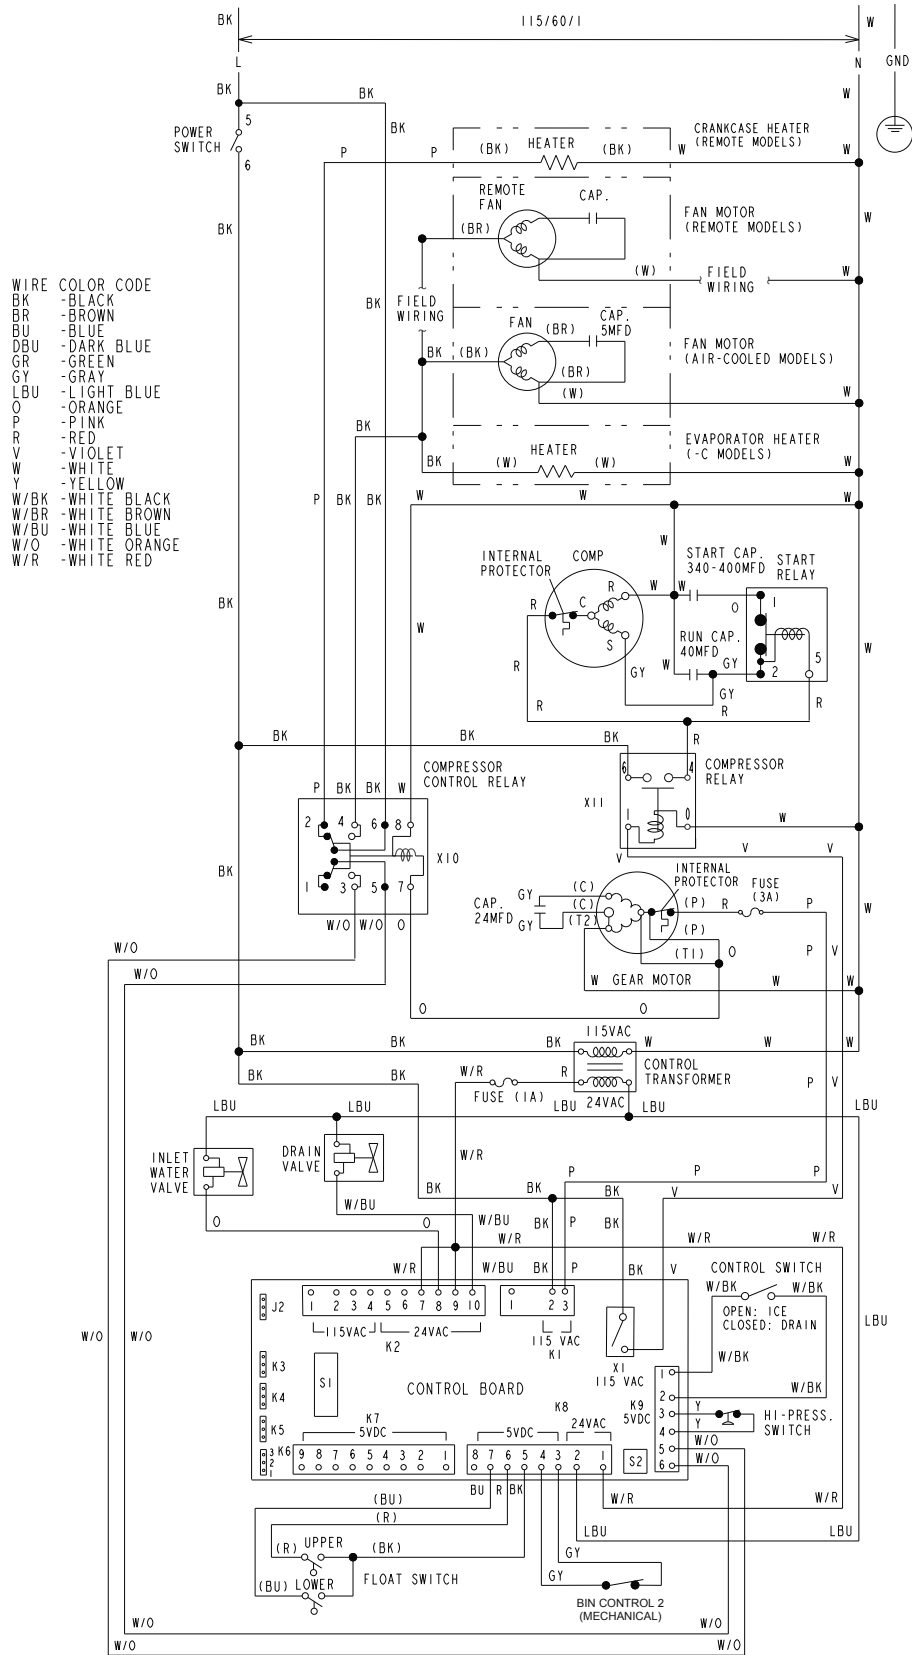 BK
115/60/1
W
L
N
GND
BK
BK
W
5
BK
POWER
SWITCH
6
CRANKCASE HEATER
(REMOTE MODELS)
P
P
(BK)
HEATER
(BK)
W
W
REMOTE
FAN
CAP.
FAN MOTOR
(REMOTE MODELS)
W
BK
(BR)
(W)
FIELD
WIRING
W
WIRE COLOR CODE
BK -BLACK
BR -BROWN
BU -BLUE
DBU -DARK BLUE
GR -GREEN
GY -GRAY
LBU -LIGHT BLUE
O -ORANGE
P -PINK
R -RED
V -VIOLET
W -WHITE
Y -YELLOW
W/BK -WHITE BLACK
W/BR -WHITE BROWN
W/BU -WHITE BLUE
W/O -WHITE ORANGE
W/R -WHITE RED
BK
FIELD
WIRING
FAN
(BR)
CAP.
5MFD
FAN MOTOR
(AIR-COOLED MODELS)
BK
(BK)
(BR)
(W)
W
BK
HEATER
EVAPORATOR HEATER
(-C MODELS)
BK
(W)
(W)
W
P
BK
BK
W
W
W
INTERNAL
PROTECTOR
COMP
W
START CAP.
340-400MFD
START
RELAY
BK
R
C
R
W
W
O
1
W
S
RUN CAP.
40MFD
W
R
GY
W
GY
2
5
R
GY
R
R
BK
BK
BK
R
COMPRESSOR
CONTROL RELAY
6
4
COMPRESSOR
RELAY
P
BK
BK
W
X11
2
4
6
8
1
0
W
X10
V
V
V
BK
1
3
5
7
INTERNAL
PROTECTOR
FUSE
(3A)
CAP.
24MFD
GY
(C)
(C)
(P)
R
P
W
GY
(T2)
(P)
W/O
W/O
O
(T1)
O
P
V
W/O
W/O
W
GEAR MOTOR
W
W
O
O
115VAC
BK
BK
W
W
W
CONTROL
TRANSFORMER
BK
BK
W/R
R
P
V
FUSE (1A)
24VAC
LBU
LBU
LBU
LBU
LBU
INLET
WATER
VALVE
DRAIN
VALVE
W/R
P
P
P
BK
BK
BK
V
V
W/BU
O
O
W/BU
BK
P
BK
W/R
W/R
W/R
W/R
W/BU
BK
P
BK
V
CONTROL SWITCH
W/BK
W/BK
J2
1 2 3 4 5 6 7 8 9 10
1 2 3
OPEN: ICE
CLOSED: DRAIN
LBU
115VAC
24VAC
K2
115 VAC
K1
W/O
W/O
K3
S1
X1
115 VAC
W/BK
1
CONTROL BOARD
K4
2
W/BK
K9
5VDC
3
Y
HI-PRESS.
SWITCH
K5
K7
5VDC
K8
5VDC
24VAC
4
Y
K6
3
2
1
9 8 7 6 5 4 3 2 1
8 7 6 5 4 3 2 1
S2
5
W/O
6
W/O
BU
R
BK
W/R
W/R
(BU)
(R)
LBU
LBU
(R)
UPPER
(BK)
GY
(BU)
LOWER
FLOAT SWITCH
GY
BIN CONTROL 2
(MECHANICAL)
W/O
W/O
W/O
W/O